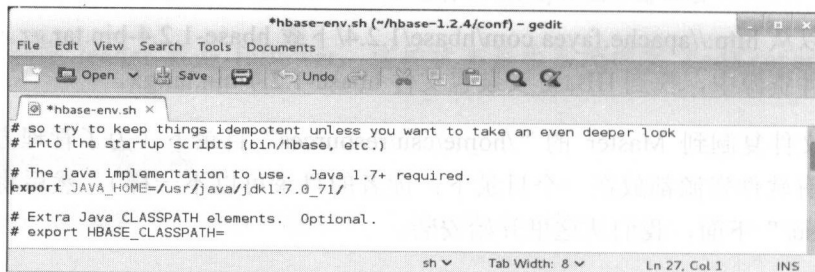 *hbase-env.sh (~/hbase-1.2.4/conf) – gedit
File Edit View Search Tools Documents
Open Save Undo
*hbase-env.sh ×
# so try to keep things idempotent unless you want to take an even deeper look
# into the startup scripts (bin/hbase, etc.)
# The java implementation to use.  Java 1.7+ required.
export JAVA_HOME=/usr/java/jdk1.7.0_71/
# Extra Java CLASSPATH elements.  Optional.
# export HBASE_CLASSPATH=
sh Tab Width: 8 Ln 27, Col 1 INS